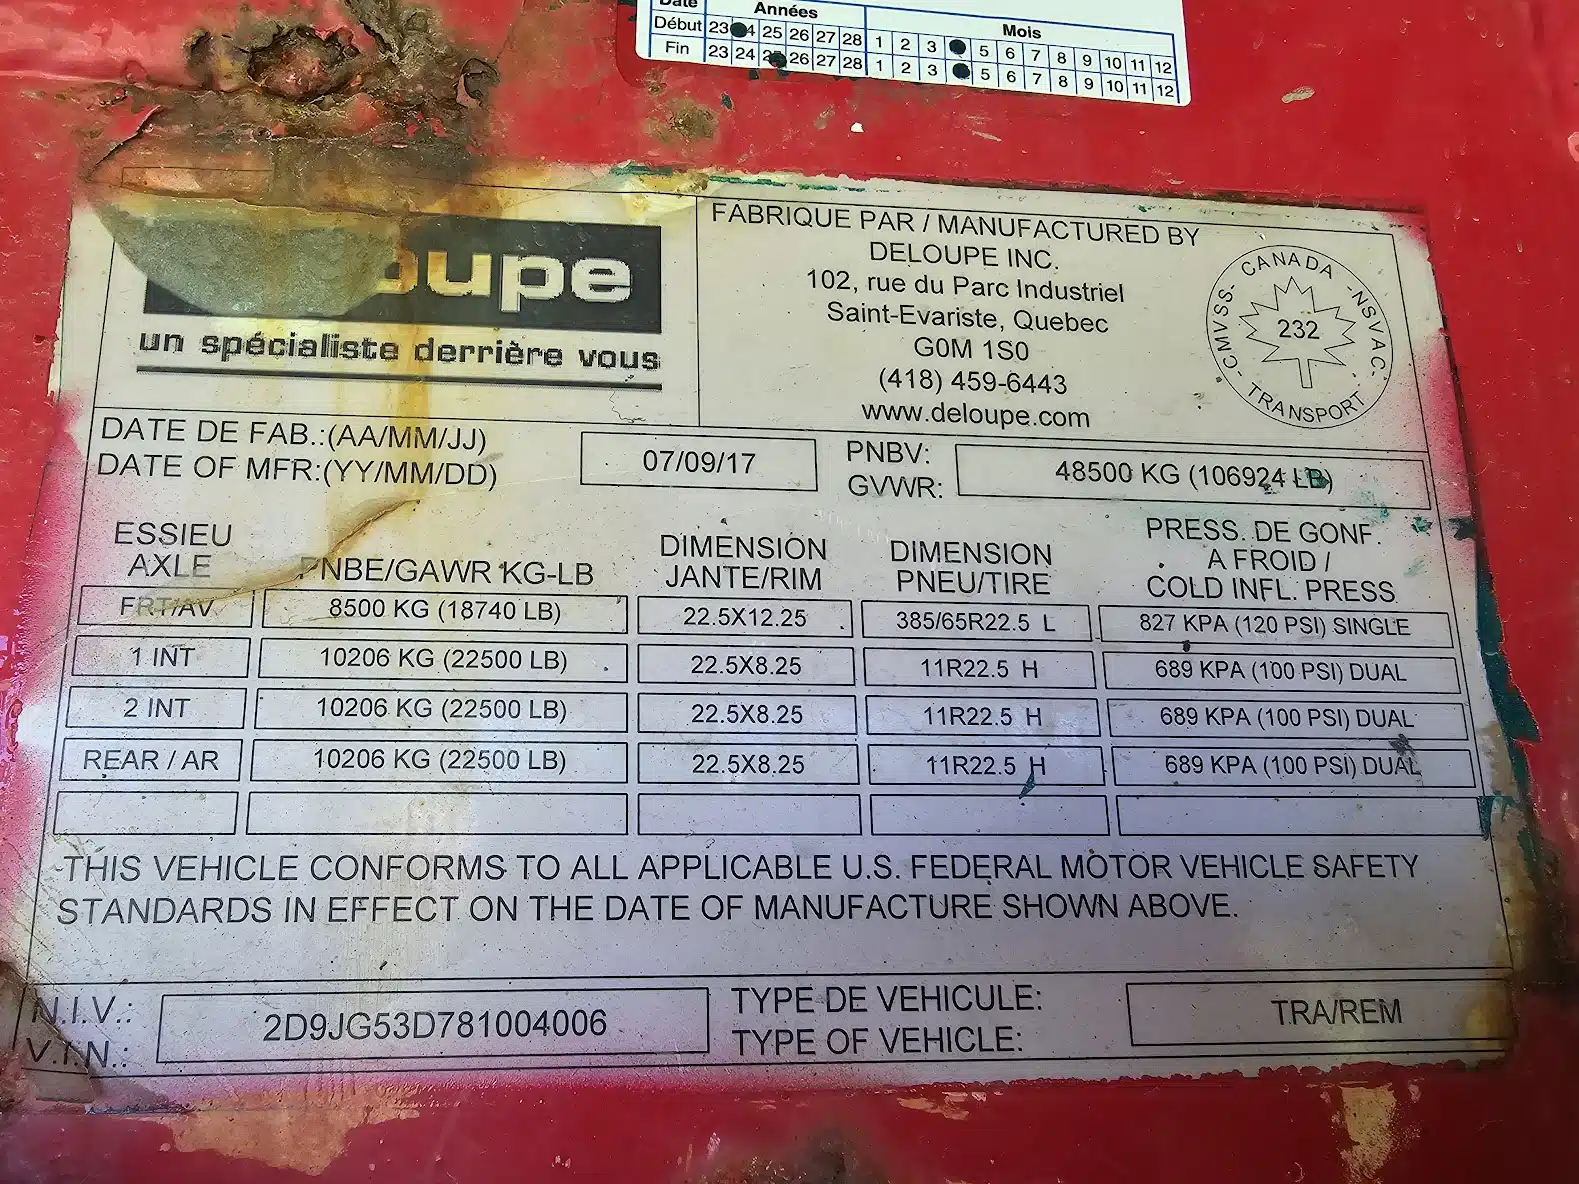 Date Années Mois
Début 23 4 25 26 27 28 1 2 3 5 6 7 8 9 10 11 12
Fin 23 24 2 26 27 28 1 2 3 5 6 7 8 9 10 11 12
oupe
un spécialiste derrière vous
FABRIQUE PAR / MANUFACTURED BY
DELOUPE INC.
102, rue du Parc Industriel
Saint-Evariste, Quebec
G0M 1S0
(418) 459-6443
www.deloupe.com
CANADA
-CMVSS- 232 -NSVAC-
TRANSPORT
DATE DE FAB.:(AA/MM/JJ)
DATE OF MFR:(YY/MM/DD)
07/09/17
PNBV:
GVWR:
48500 KG (106924 LB)
ESSIEU
AXLE
PNBE/GAWR KG-LB
DIMENSION
JANTE/RIM
DIMENSION
PNEU/TIRE
PRESS. DE GONF.
A FROID /
COLD INFL. PRESS.
FRT/AV 8500 KG (18740 LB) 22.5X12.25 385/65R22.5 L 827 KPA (120 PSI) SINGLE
1 INT 10206 KG (22500 LB) 22.5X8.25 11R22.5 H 689 KPA (100 PSI) DUAL
2 INT 10206 KG (22500 LB) 22.5X8.25 11R22.5 H 689 KPA (100 PSI) DUAL
REAR / AR 10206 KG (22500 LB) 22.5X8.25 11R22.5 H 689 KPA (100 PSI) DUAL
THIS VEHICLE CONFORMS TO ALL APPLICABLE U.S. FEDERAL MOTOR VEHICLE SAFETY
STANDARDS IN EFFECT ON THE DATE OF MANUFACTURE SHOWN ABOVE.
N.I.V.:
V.I.N.:
2D9JG53D781004006
TYPE DE VEHICULE:
TYPE OF VEHICLE:
TRA/REM